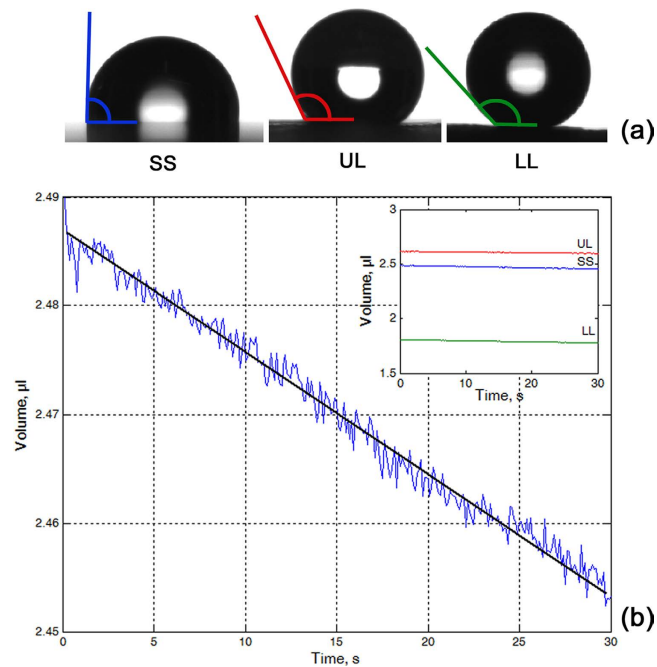 (a)
SS UL LL
2.49
2.48
2.47
2.46
2.45
Volume, µl
0 5 10 15 20 25 30
Time, s
3
2.5
2
1.5
Volume, µl
UL
SS
LL
0 10 20 30
Time, s
(b)